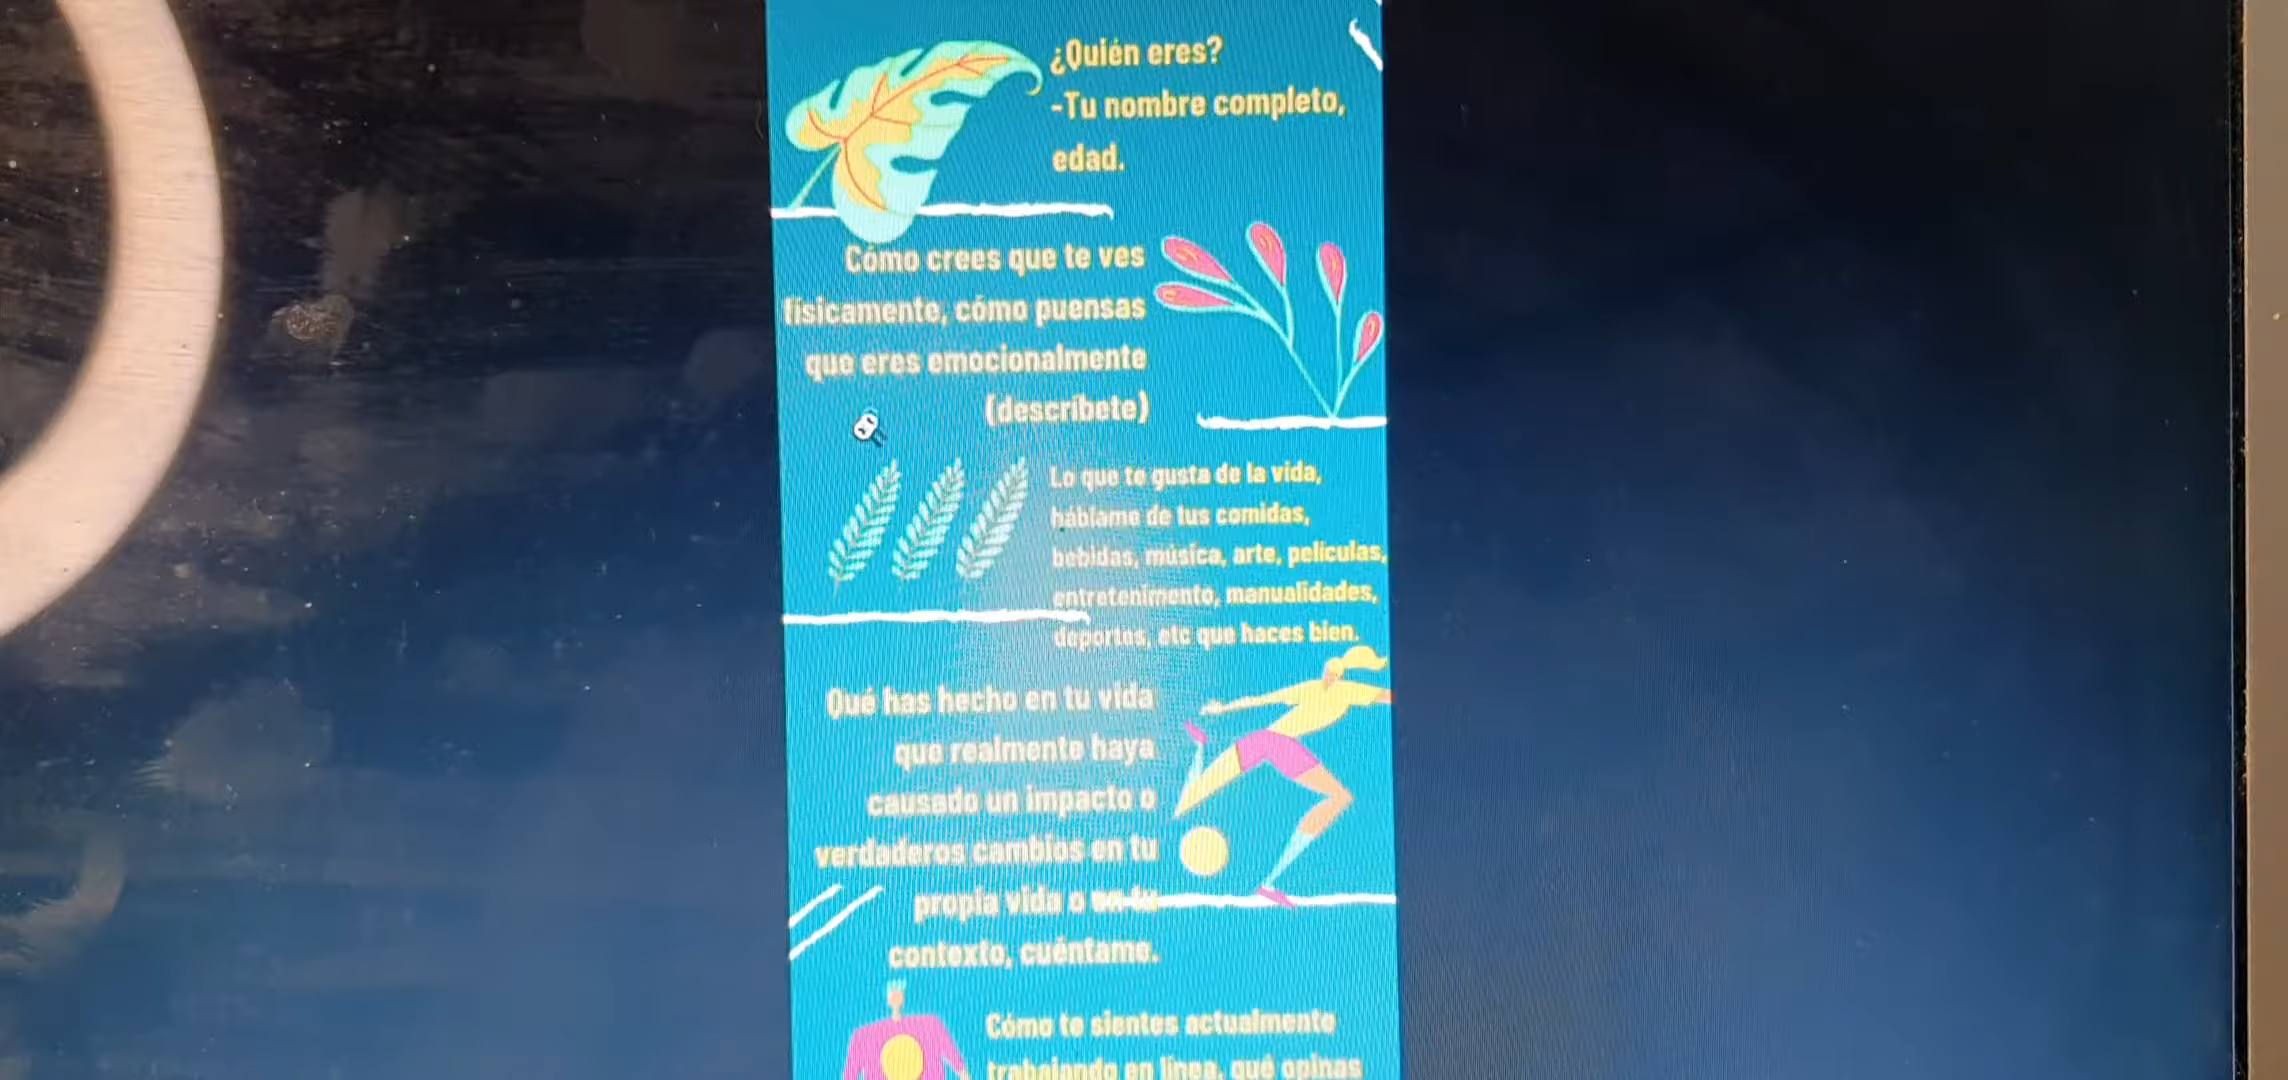 ¿Quién eres?
-Tu nombre completo,
edad.
Cómo crees que te ves
físicamente, cómo puensas
que eres emocionalmente
(descríbete)
Lo que te gusta de la vida,
háblame de tus comidas,
bebidas, música, arte, películas,
entretenimento, manualidades,
deportes, etc que haces bien.
Qué has hecho en tu vida
que realmente haya
causado un impacto o
verdaderos cambios en tu
propia vida o en tu
contexto, cuéntame.
Cómo te sientes actualmente
trabajando en línea, qué opinas